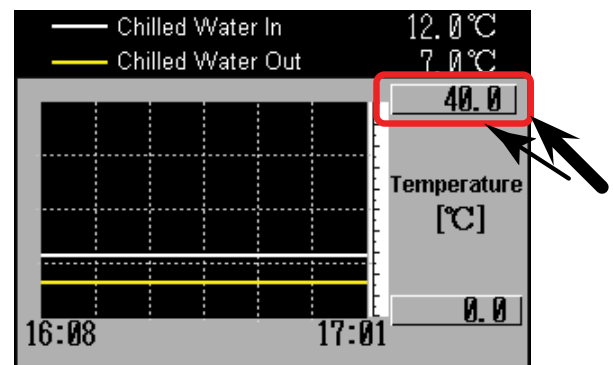 Chilled Water In 12.0℃
Chilled Water Out 7.0℃
40.0
Temperature
[℃]
0.0
16:08 17:01